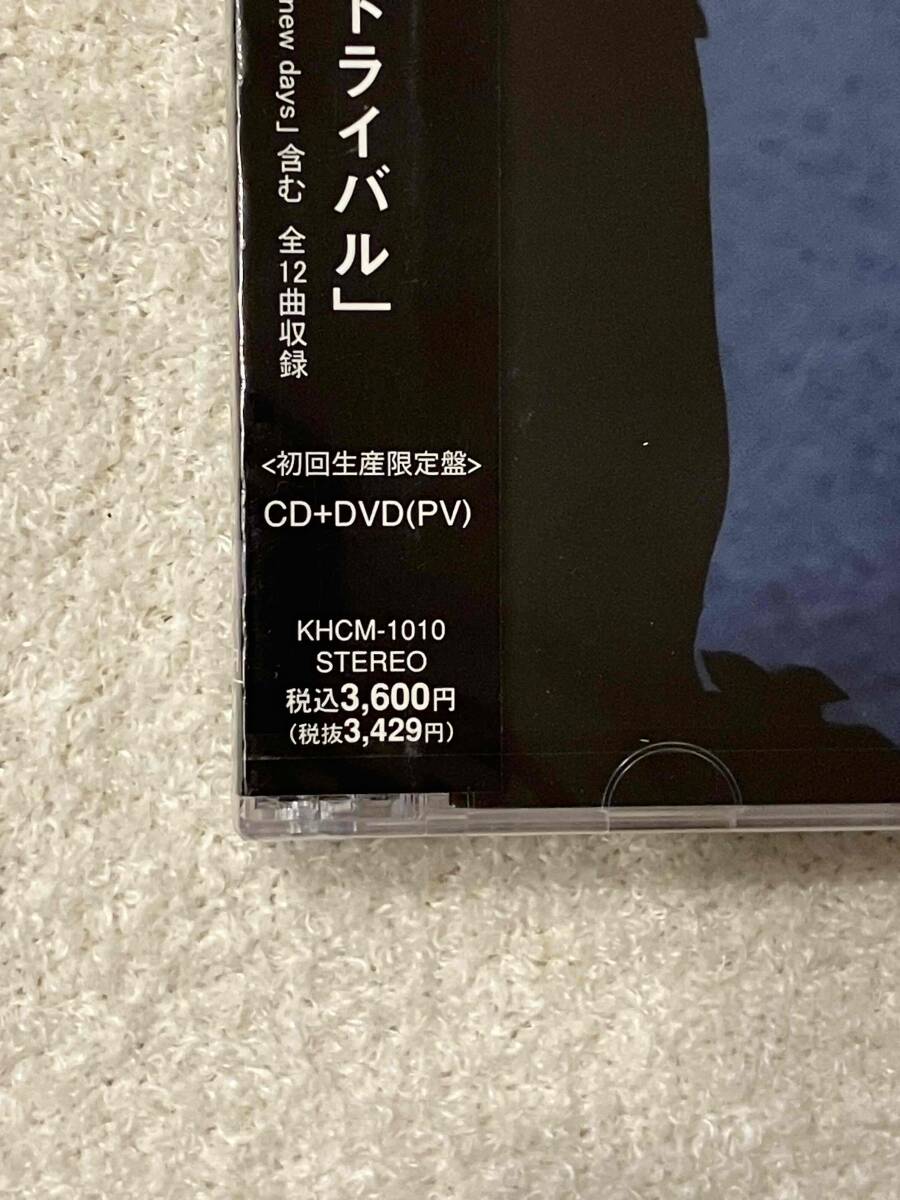 トライバル」
new days」含む 全12曲収録
<初回生産限定盤>
CD+DVD(PV)
KHCM-1010
STEREO
税込3,600円
(税抜3,429円)